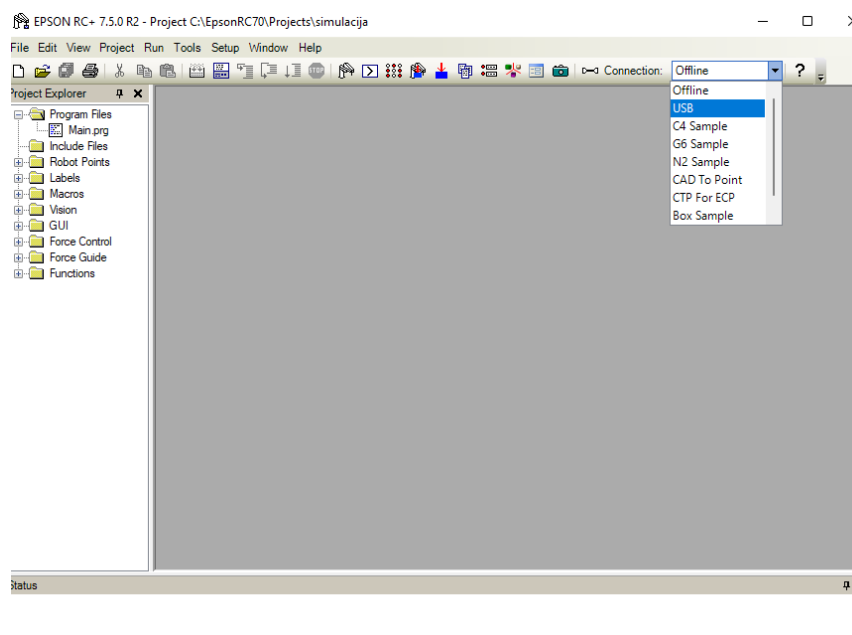 EPSON RC+ 7.5.0 R2 - Project C:\EpsonRC70\Projects\simulacija
File Edit View Project Run Tools Setup Window Help
STOP Connection: Offline ?
Project Explorer
Program Files
Main.prg
Include Files
Robot Points
Labels
Macros
Vision
GUI
Force Control
Force Guide
Functions
Offline
USB
C4 Sample
G6 Sample
N2 Sample
CAD To Point
CTP For ECP
Box Sample
Status